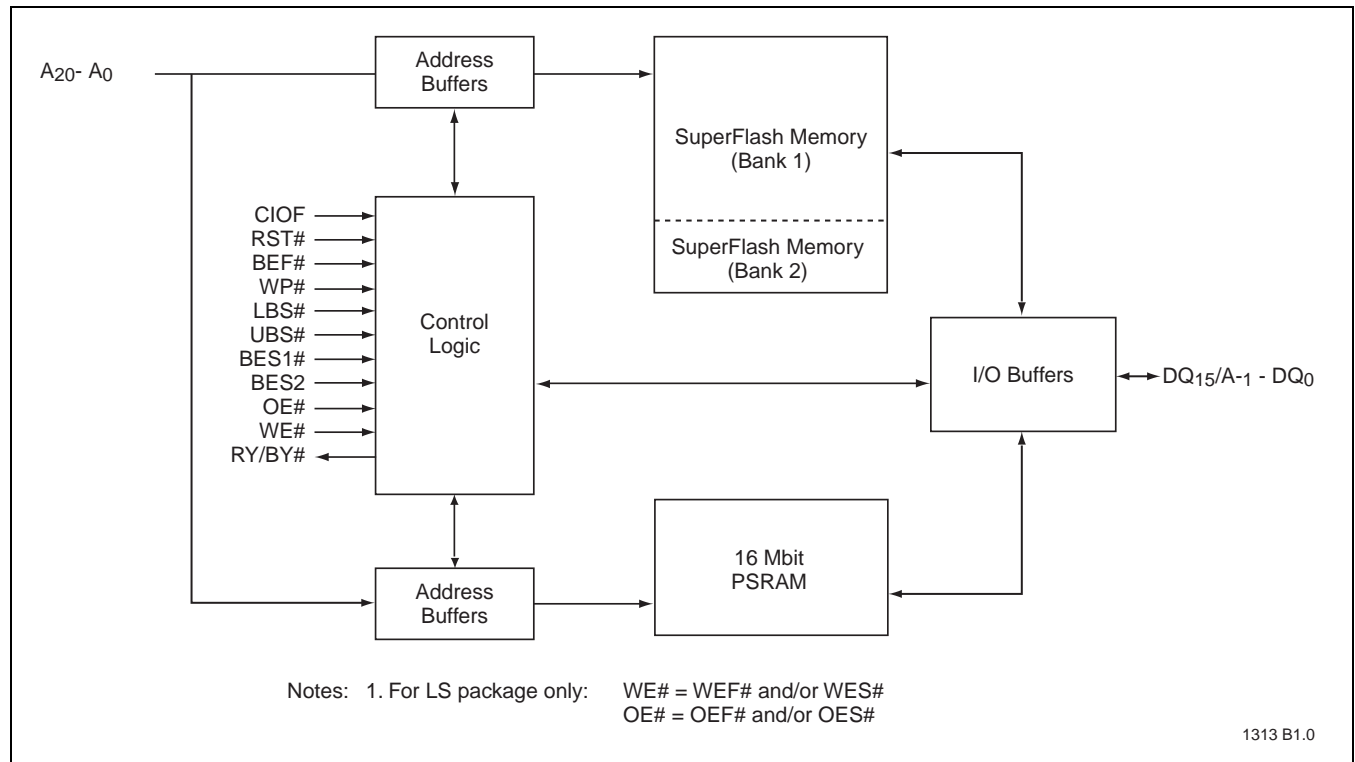 A20- A0
Address
Buffers
SuperFlash Memory
(Bank 1)
SuperFlash Memory
(Bank 2)
CIOF
RST#
BEF#
WP#
LBS#
UBS#
BES1#
BES2
OE#
WE#
RY/BY#
Control
Logic
I/O Buffers
DQ15/A-1 - DQ0
Address
Buffers
16 Mbit
PSRAM
Notes: 1. For LS package only: WE# = WEF# and/or WES#
OE# = OEF# and/or OES#
1313 B1.0